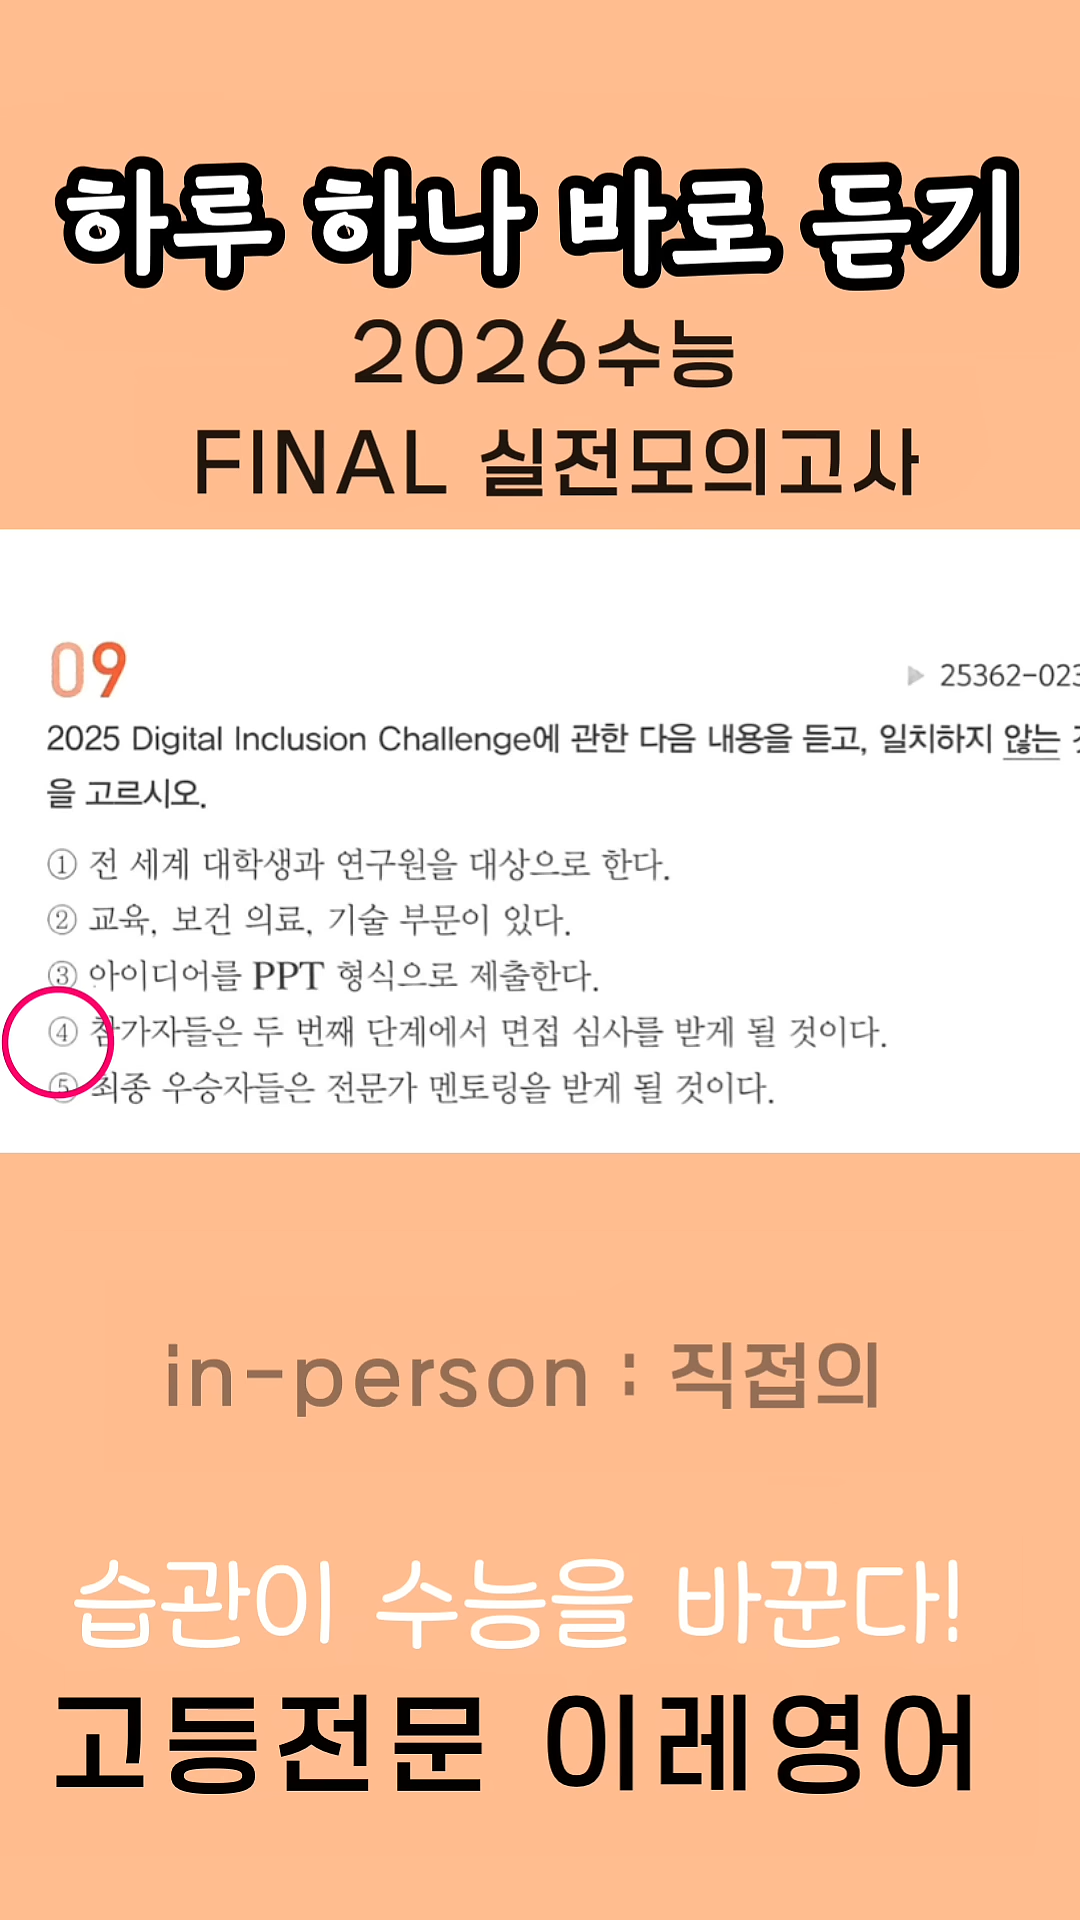 하루 하나 바로 듣기
2026수능
FINAL 실전모의고사
09
25362-023
2025 Digital Inclusion Challenge에 관한 다음 내용을 듣고, 일치하지 않는
을 고르시오.
① 전 세계 대학생과 연구원을 대상으로 한다.
② 교육, 보건 의료, 기술 부문이 있다.
③ 아이디어를 PPT 형식으로 제출한다.
④ 참가자들은 두 번째 단계에서 면접 심사를 받게 될 것이다.
⑤ 최종 우승자들은 전문가 멘토링을 받게 될 것이다.
in-person : 직접의
습관이 수능을 바꾼다!
고등전문 이레영어